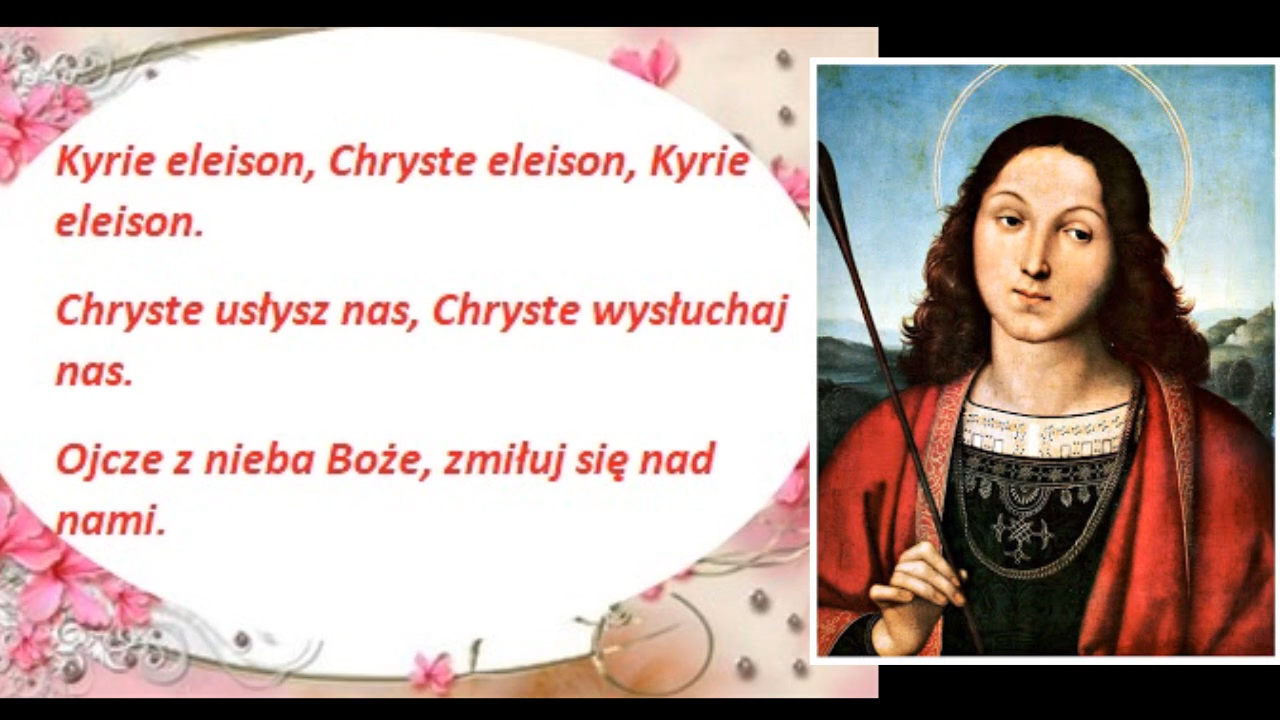 Kyrie eleison, Chryste eleison, Kyrie
eleison.
Chryste usłysz nas, Chryste wysłuchaj
nas.
Ojcze z nieba Boże, zmiłuj się nad
nami.